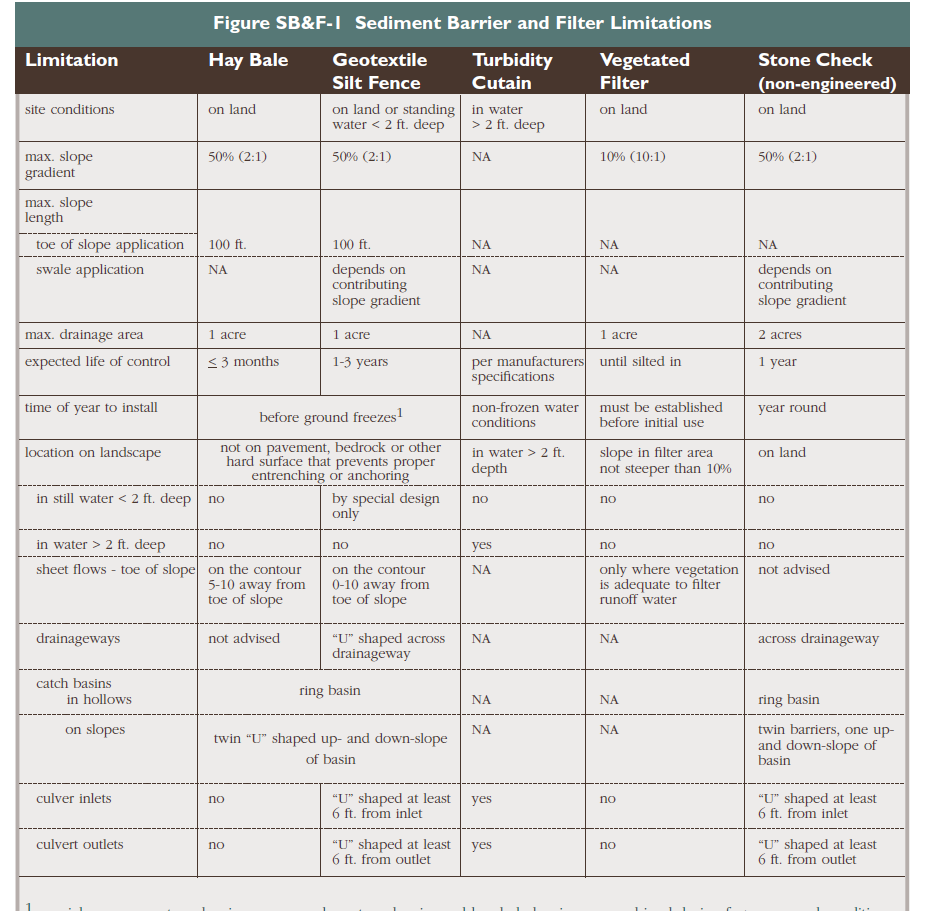 Figure SB&F-1 Sediment Barrier and Filter Limitations
Limitation Hay Bale Geotextile Turbidity Vegetated Stone Check
Silt Fence Cutain Filter (non-engineered)
site conditions on land on land or standing in water on land on land
water < 2 ft. deep > 2 ft. deep
max. slope 50% (2:1) 50% (2:1) NA 10% (10:1) 50% (2:1)
gradient
max. slope
length
toe of slope application 100 ft. 100 ft. NA NA NA
swale application NA depends on NA NA depends on
contributing contributing
slope gradient slope gradient
max. drainage area 1 acre 1 acre NA 1 acre 2 acres
expected life of control ≤ 3 months 1-3 years per manufacturers until silted in 1 year
specifications
time of year to install before ground freezes1 non-frozen water must be established year round
conditions before initial use
location on landscape not on pavement, bedrock or other in water > 2 ft. slope in filter area on land
hard surface that prevents proper depth not steeper than 10%
entrenching or anchoring
in still water < 2 ft. deep no by special design no no no
only
in water > 2 ft. deep no no yes no no
sheet flows - toe of slope on the contour on the contour NA only where vegetation not advised
5-10 away from 0-10 away from is adequate to filter
toe of slope toe of slope runoff water
drainageways not advised "U" shaped across NA NA across drainageway
drainageway
catch basins ring basin
in hollows NA NA ring basin
on slopes twin "U" shaped up- and down-slope NA NA twin barriers, one up-
of basin and down-slope of
basin
culver inlets no "U" shaped at least yes no "U" shaped at least
6 ft. from inlet 6 ft. from inlet
culvert outlets no "U" shaped at least yes no "U" shaped at least
6 ft. from outlet 6 ft. from outlet
1